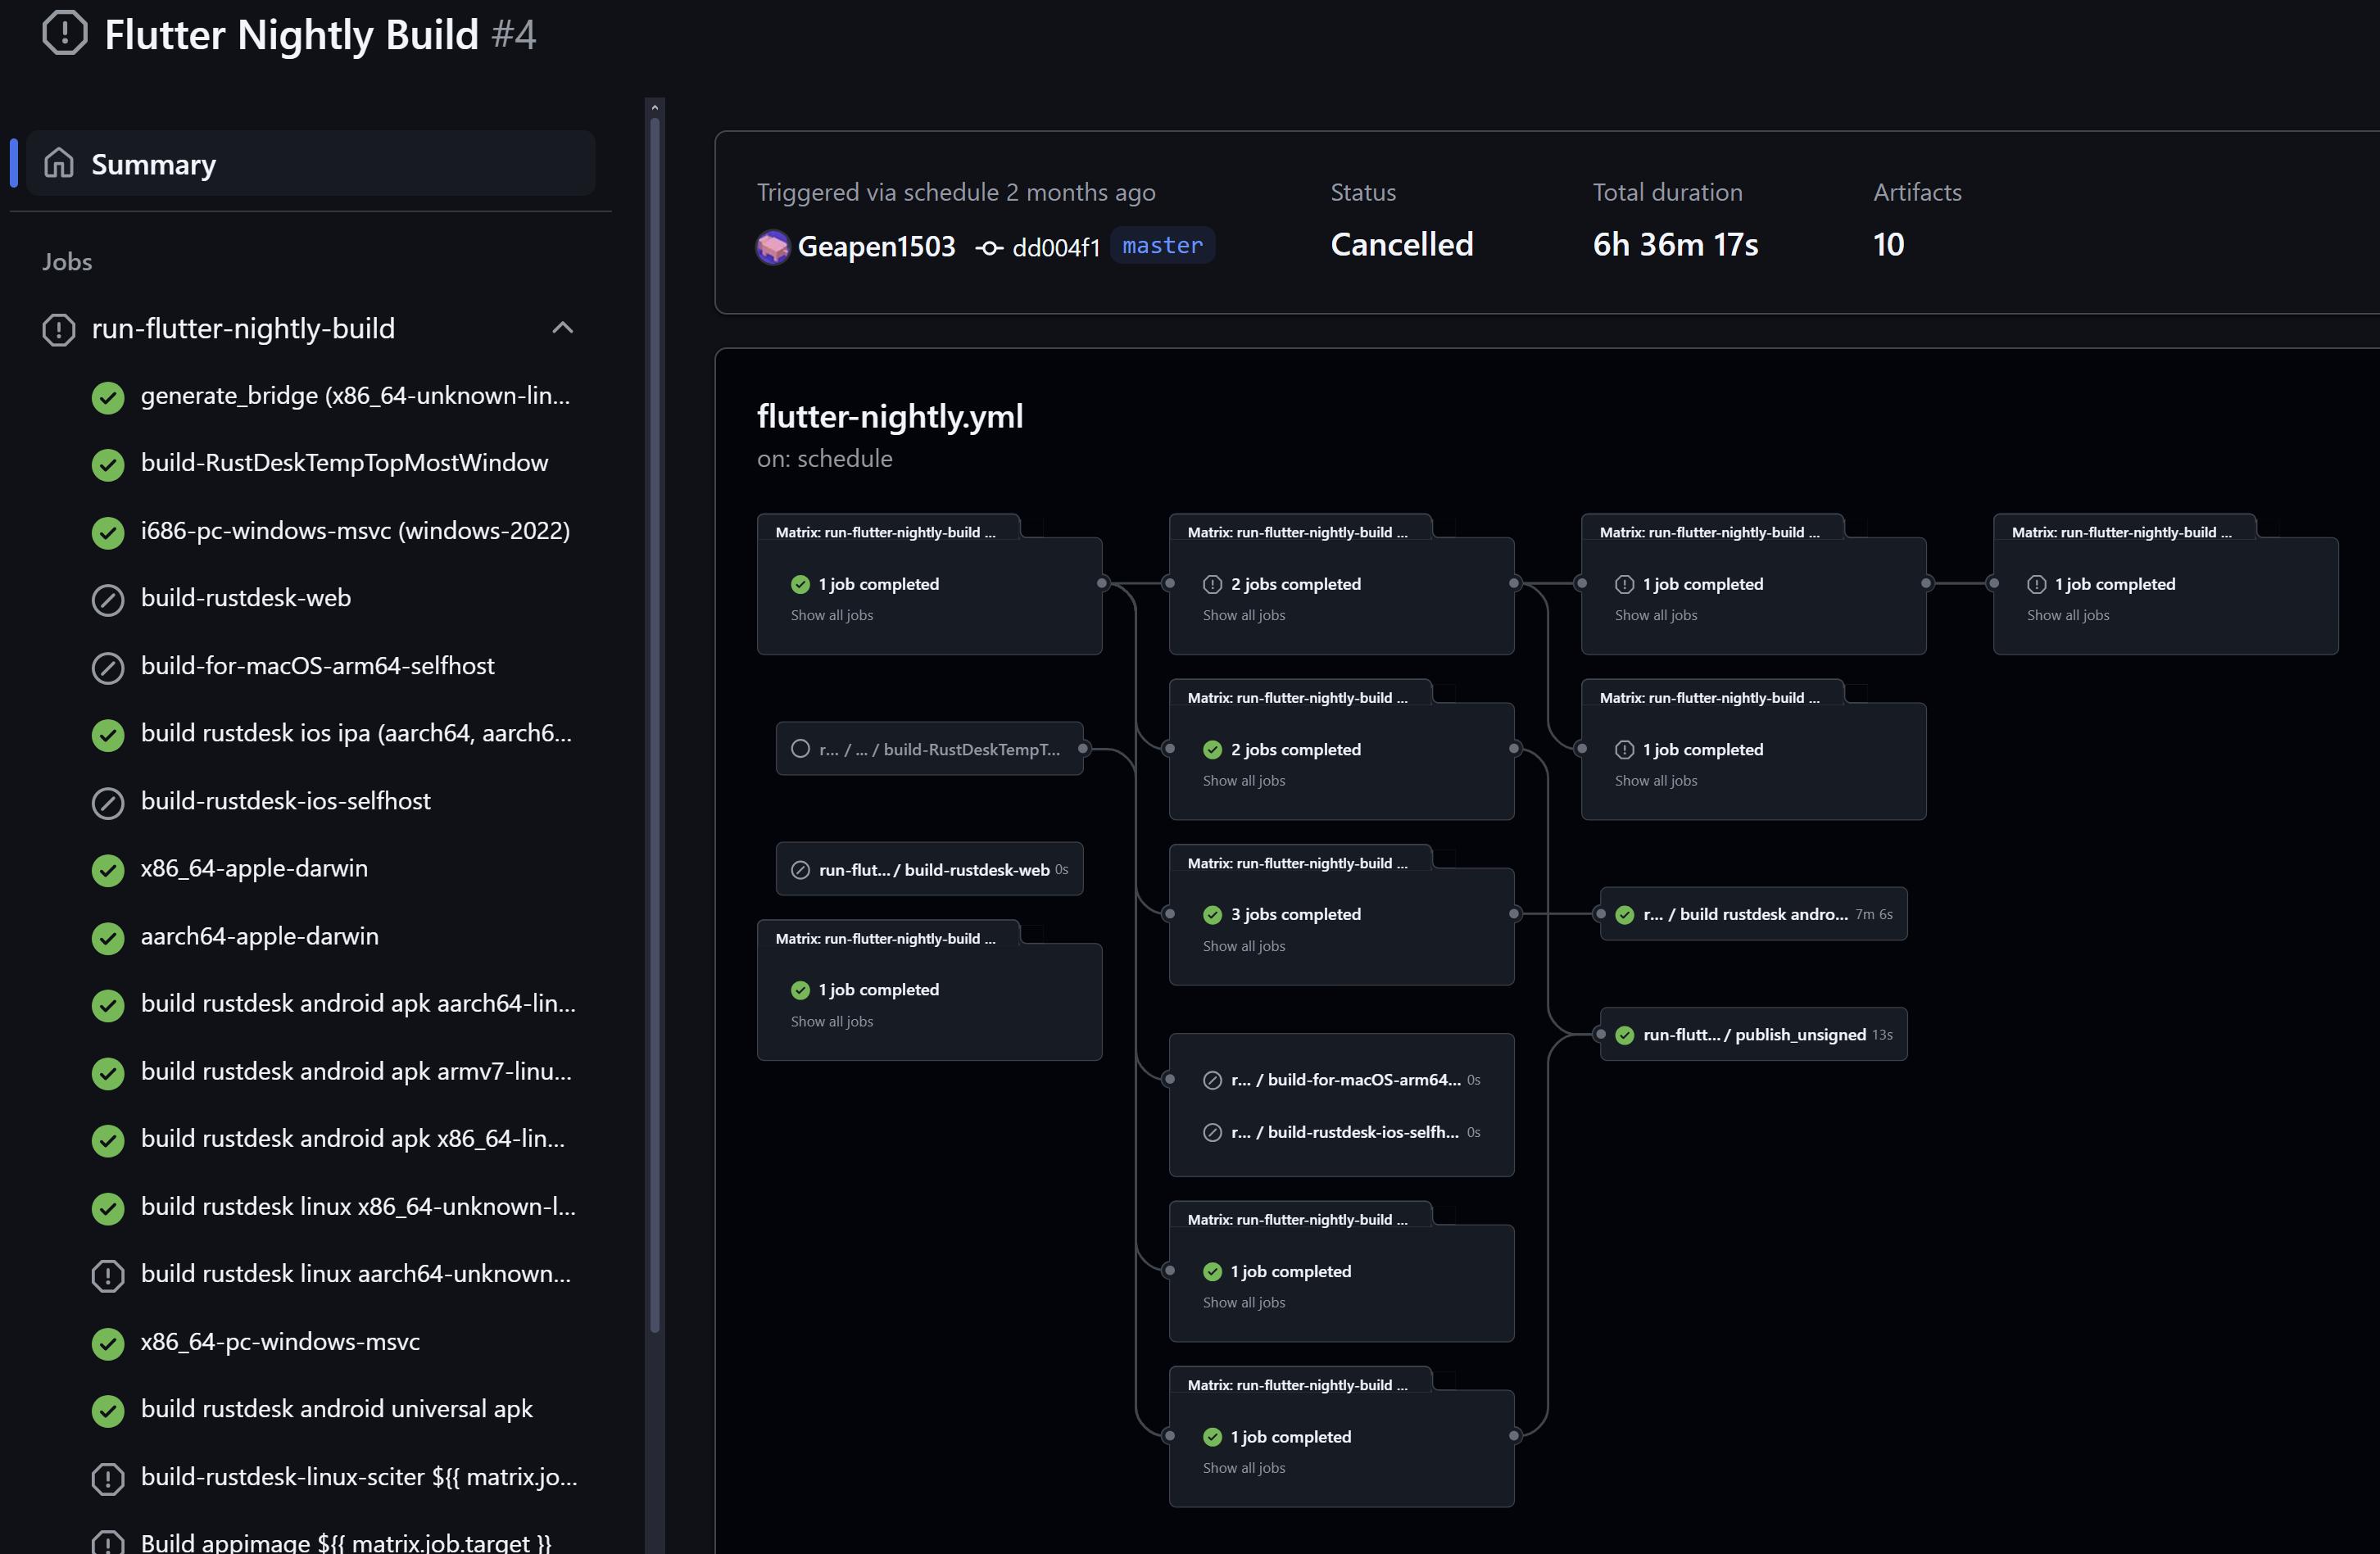 Flutter Nightly Build #4
Summary
Jobs
run-flutter-nightly-build
generate_bridge (x86_64-unknown-lin...
build-RustDeskTempTopMostWindow
i686-pc-windows-msvc (windows-2022)
build-rustdesk-web
build-for-macOS-arm64-selfhost
build rustdesk ios ipa (aarch64, aarch6...
build-rustdesk-ios-selfhost
x86_64-apple-darwin
aarch64-apple-darwin
build rustdesk android apk aarch64-lin...
build rustdesk android apk armv7-linu...
build rustdesk android apk x86_64-lin...
build rustdesk linux x86_64-unknown-l...
build rustdesk linux aarch64-unknown...
x86_64-pc-windows-msvc
build rustdesk android universal apk
build-rustdesk-linux-sciter ${{ matrix.jo...
Build appimage ${{ matrix.job.target }}
Triggered via schedule 2 months ago
Geapen1503 dd004f1 master
Status
Cancelled
Total duration
6h 36m 17s
Artifacts
10
flutter-nightly.yml
on: schedule
Matrix: run-flutter-nightly-build ...
1 job completed
Show all jobs
r... / ... / build-RustDeskTempT...
run-flut... / build-rustdesk-web 0s
Matrix: run-flutter-nightly-build ...
1 job completed
Show all jobs
Matrix: run-flutter-nightly-build ...
2 jobs completed
Show all jobs
Matrix: run-flutter-nightly-build ...
2 jobs completed
Show all jobs
Matrix: run-flutter-nightly-build ...
3 jobs completed
Show all jobs
r... / build-for-macOS-arm64... 0s
r... / build-rustdesk-ios-selfh... 0s
Matrix: run-flutter-nightly-build ...
1 job completed
Show all jobs
Matrix: run-flutter-nightly-build ...
1 job completed
Show all jobs
Matrix: run-flutter-nightly-build ...
1 job completed
Show all jobs
Matrix: run-flutter-nightly-build ...
1 job completed
Show all jobs
r... / build rustdesk andro... 7m 6s
run-flutt... / publish_unsigned 13s
Matrix: run-flutter-nightly-build ...
1 job completed
Show all jobs